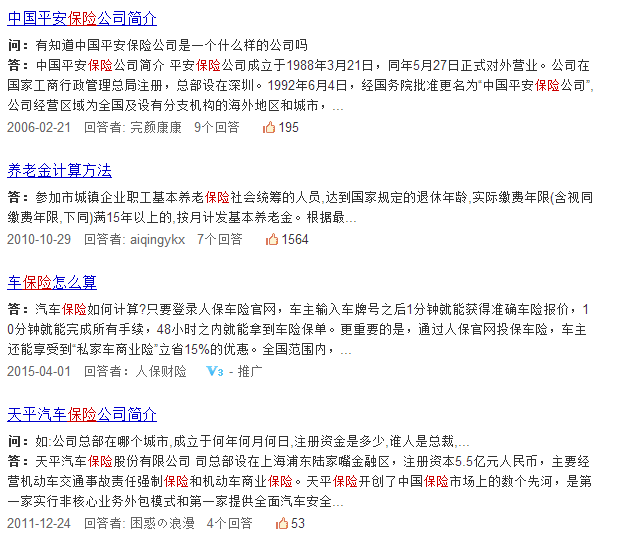 中国平安保险公司简介
问：有知道中国平安保险公司是一个什么样的公司吗
答：中国平安保险公司简介 平安保险公司成立于1988年3月21日，同年5月27日正式对外营业。公司在
国家工商行政管理总局注册，总部设在深圳。1992年6月4日，经国务院批准更名为“中国平安保险公司”,
公司经营区域为全国及设有分支机构的海外地区和城市，...
2006-02-21 回答者: 完颜康康 9个回答 195
养老金计算方法
答：参加市城镇企业职工基本养老保险社会统筹的人员,达到国家规定的退休年龄,实际缴费年限(含视同
缴费年限,下同)满15年以上的,按月计发基本养老金。根据最...
2010-10-29 回答者: aiqingykx 7个回答 1564
车保险怎么算
答：汽车保险如何计算?只要登录人保车险官网，车主输入车牌号之后1分钟就能获得准确车险报价，1
0分钟就能完成所有手续，48小时之内就能拿到车险保单。更重要的是，通过人保官网投保车险，车主
还能享受到“私家车商业险”立省15%的优惠。全国范围内，...
2015-04-01 回答者：人保财险 V3 - 推广
天平汽车保险公司简介
问：如:公司总部在哪个城市,成立于何年何月何日,注册资金是多少,谁人是总裁,...
答：天平汽车保险股份有限公司 司总部设在上海浦东陆家嘴金融区，注册资本5.5亿元人民币，主要经
营机动车交通事故责任强制保险和机动车商业保险。天平保险开创了中国保险市场上的数个先河，是第
一家实行非核心业务外包模式和第一家提供全面汽车安全...
2011-12-24 回答者: 困惑の浪漫 4个回答 53